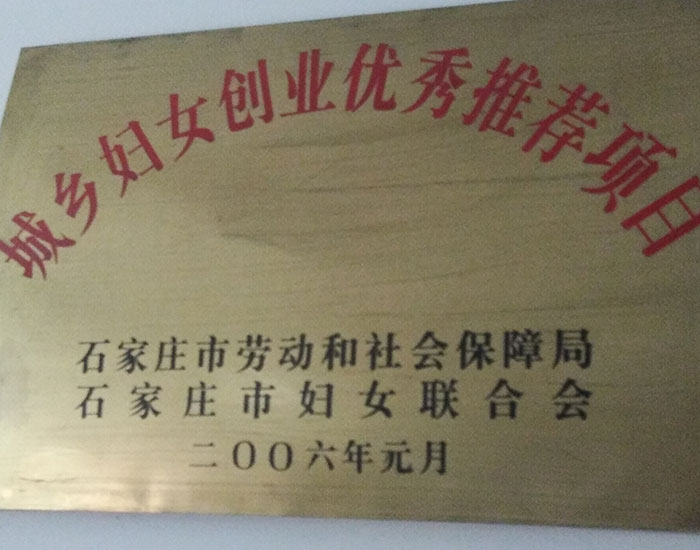 城乡妇女创业优秀推荐项目
石家庄市劳动和社会保障局
石家庄市妇女联合会
二〇〇六年元月